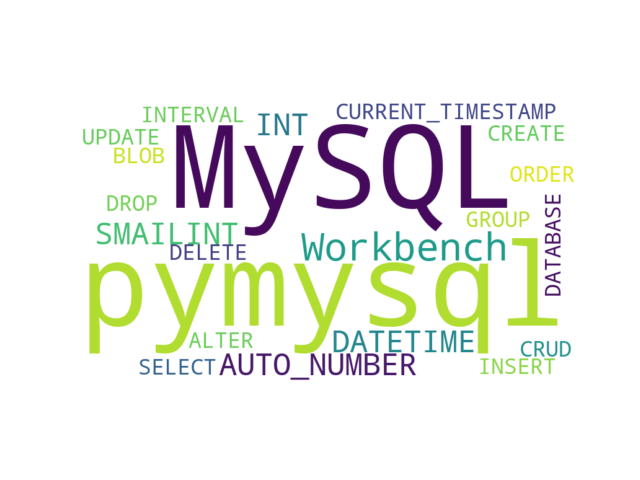 INTERVAL
INT
CURRENT_TIMESTAMP
UPDATE
MySQL
CREATE
BLOB
ORDER
DROP
GROUP
DATABASE
SMAILINT
DELETE
Workbench
pymysql
ALTER
DATETIME
CRUD
SELECT
AUTO_NUMBER
INSERT